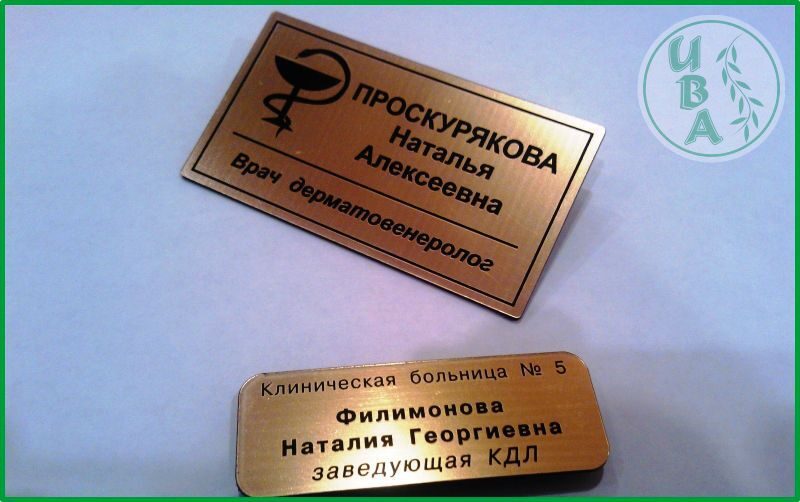 ПРОСКУРЯКОВА
Наталья
Алексеевна
Врач дерматовенеролог
Клиническая больница № 5
Филимонова
Наталия Георгиевна
заведующая КДЛ
ИВА